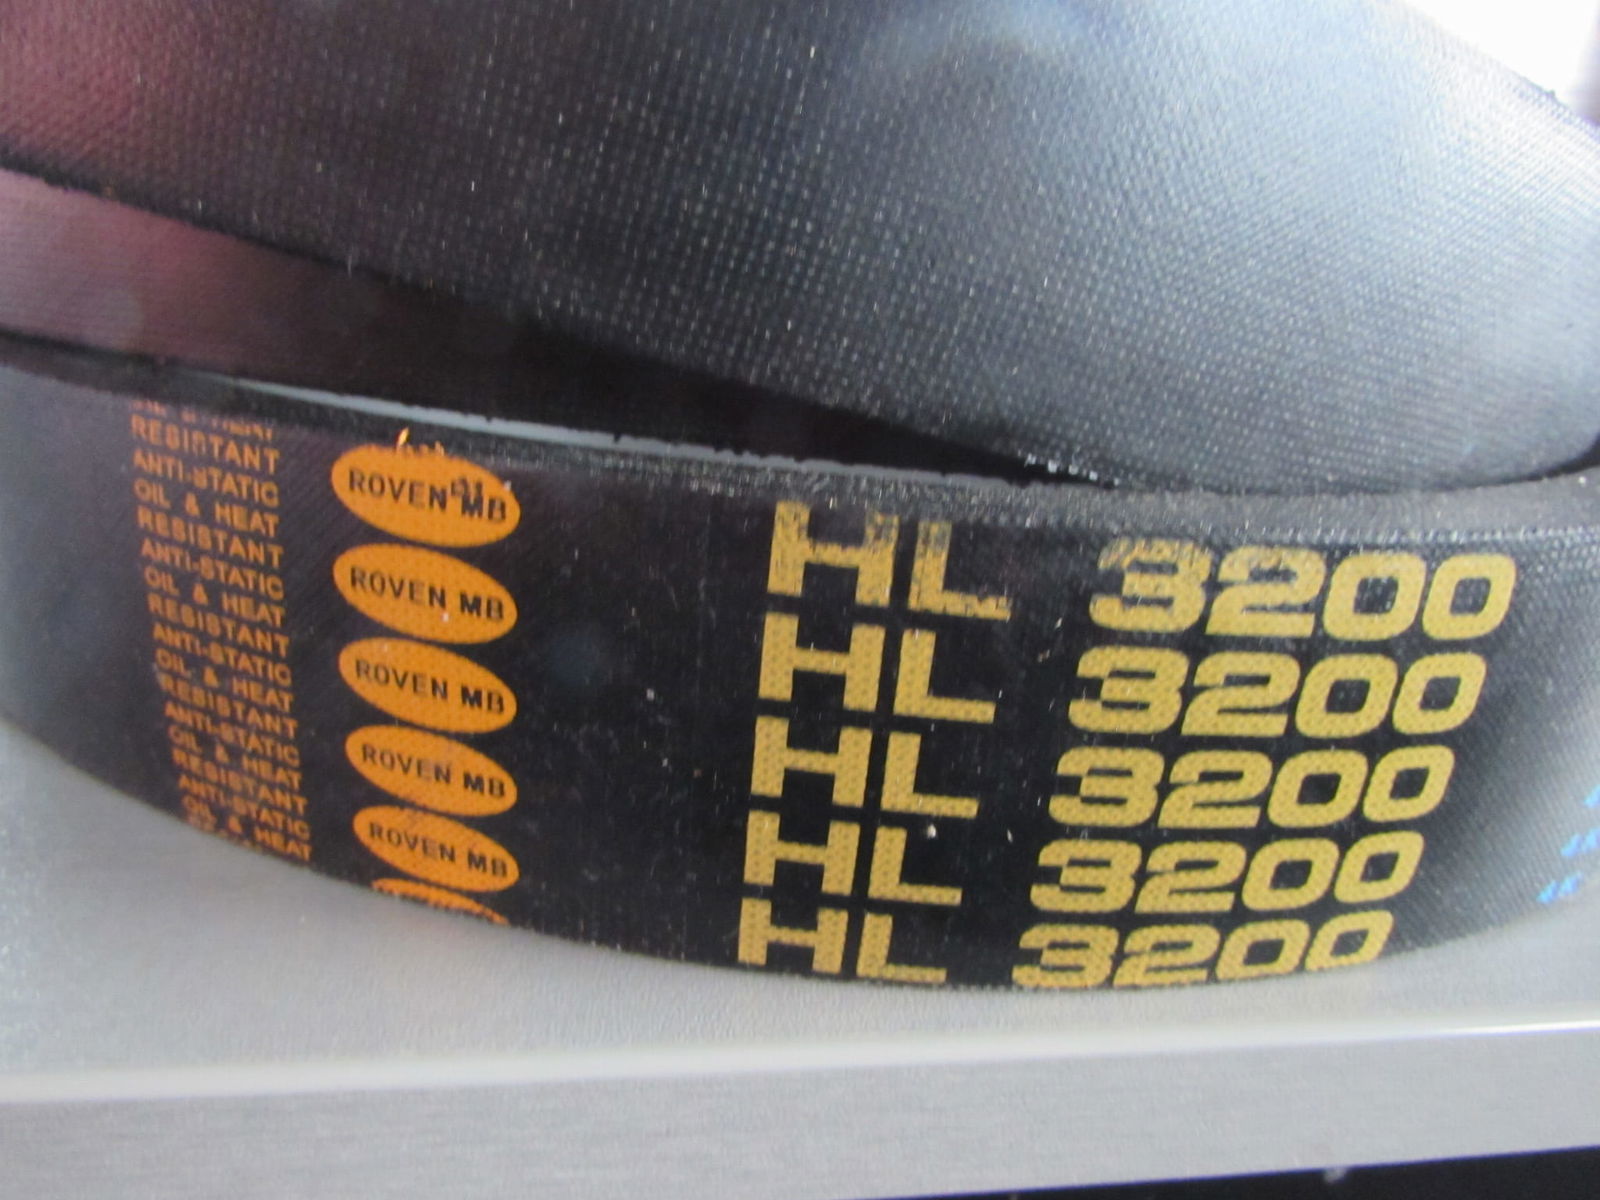 RESIRTANT
ANTI-STATIC
OIL & HEAT
RESISTANT
ANTI-STATIC
OIL & HEAT
RESISTANT
ANTI-STATIC
OIL & HEAT
RESISTANT
ANTI-STATIC
OIL & HEAT
RESISTANT
ANTI-STATIC
OIL & HEAT
ROVEN MB
ROVEN MB
ROVEN MB
ROVEN MB
ROVEN MB
HL 3200
HL 3200
HL 3200
HL 3200
HL 3200